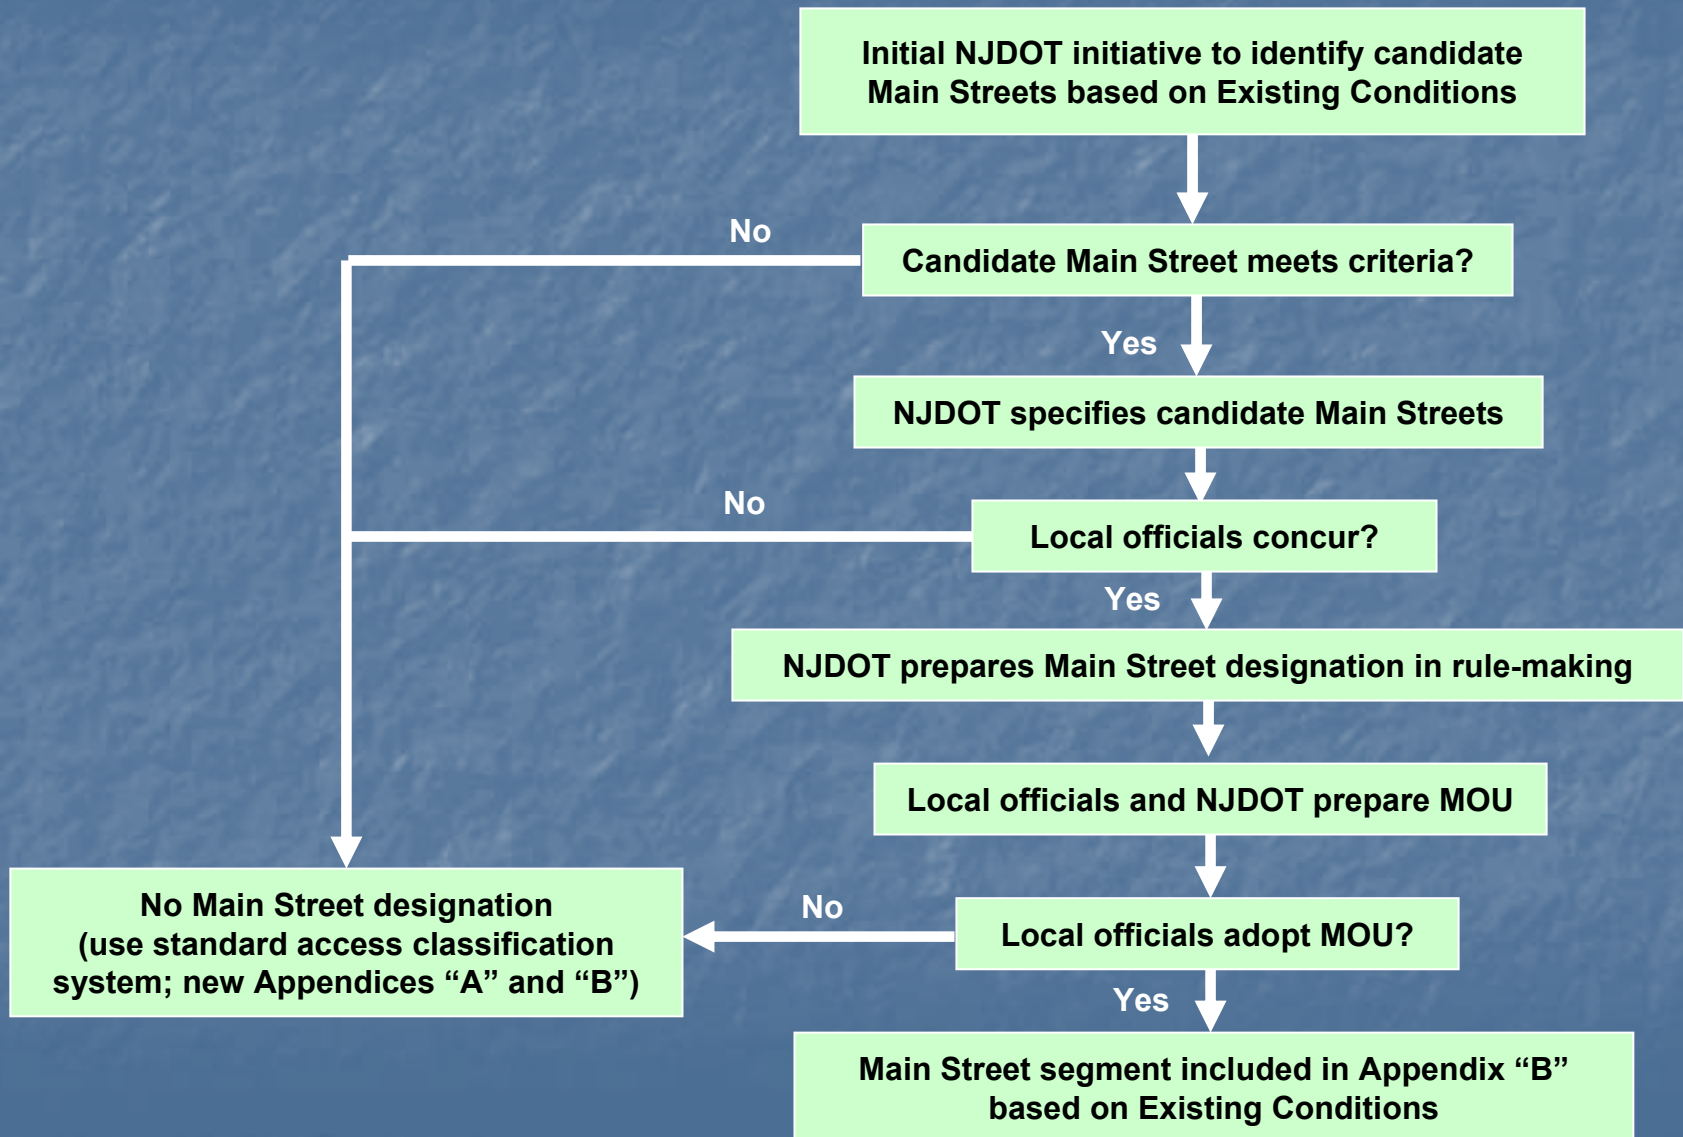 Initial NJDOT initiative to identify candidate
Main Streets based on Existing Conditions
No
Candidate Main Street meets criteria?
Yes
NJDOT specifies candidate Main Streets
No
Local officials concur?
Yes
NJDOT prepares Main Street designation in rule-making
Local officials and NJDOT prepare MOU
No Main Street designation
(use standard access classification
system; new Appendices “A” and “B”)
No
Local officials adopt MOU?
Yes
Main Street segment included in Appendix “B”
based on Existing Conditions